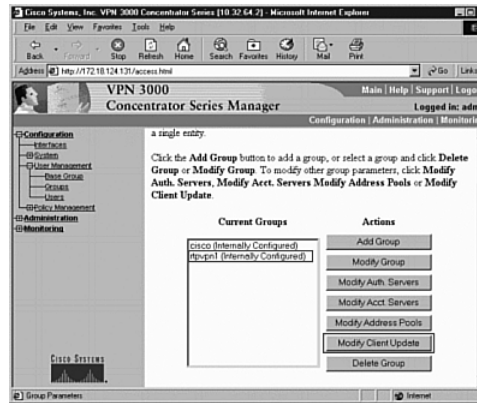 Cisco Systems, Inc. VPN 3000 Concentrator Series [10.32.64.2] - Microsoft Internet Explorer
File Edit View Favorites Tools Help
Back Forward Stop Refresh Home Search Favorites History Mail Print
Address http://172.18.124.131/access.html Go Links
VPN 3000
Concentrator Series Manager
Main | Help | Support | Logo
Logged in: adm
Configuration | Administration | Monitorin
Configuration
Interfaces
System
User Management
Base Group
Groups
Users
Policy Management
Administration
Monitoring
a single entity.
Click the Add Group button to add a group, or select a group and click Delete
Group or Modify Group. To modify other group parameters, click Modify
Auth. Servers, Modify Acct. Servers Modify Address Pools or Modify
Client Update.
Current Groups Actions
cisco (Internally Configured)
rtpvpn1 (Internally Configured)
Add Group
Modify Group
Modify Auth. Servers
Modify Acct. Servers
Modify Address Pools
Modify Client Update
Delete Group
Cisco Systems
Group Parameters Internet